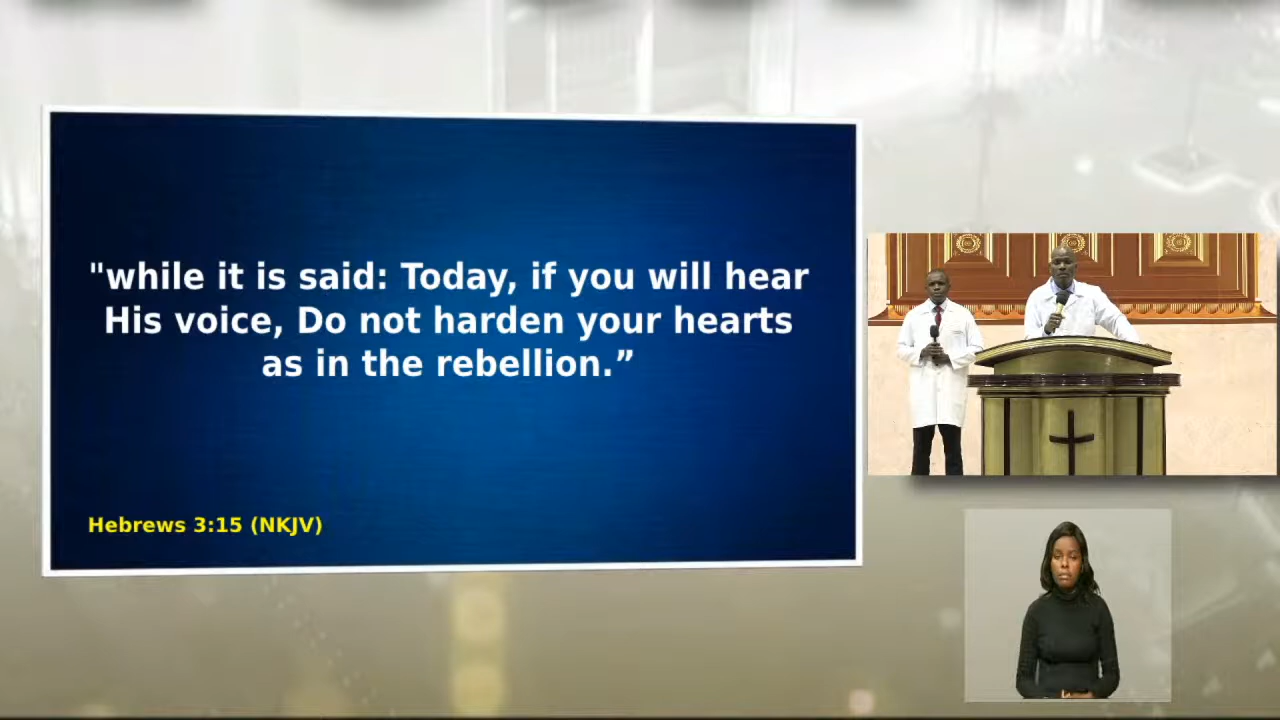 "while it is said: Today, if you will hear
His voice, Do not harden your hearts
as in the rebellion.”
Hebrews 3:15 (NKJV)